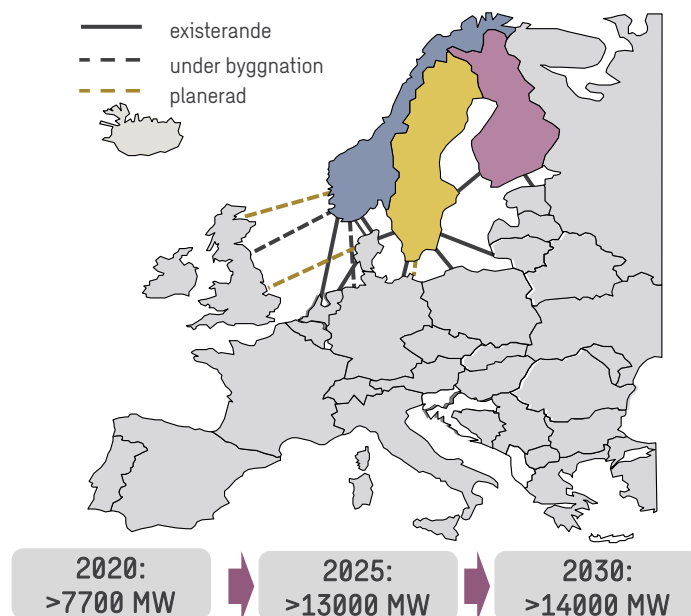 existerande
under byggnation
planerad
2020:
>7700 MW
2025:
>13000 MW
2030:
>14000 MW